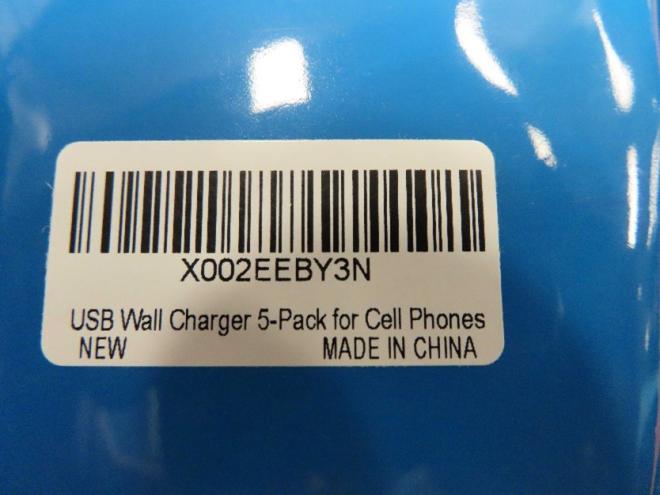 X002EEBY3N
USB Wall Charger 5-Pack for Cell Phones
NEW MADE IN CHINA